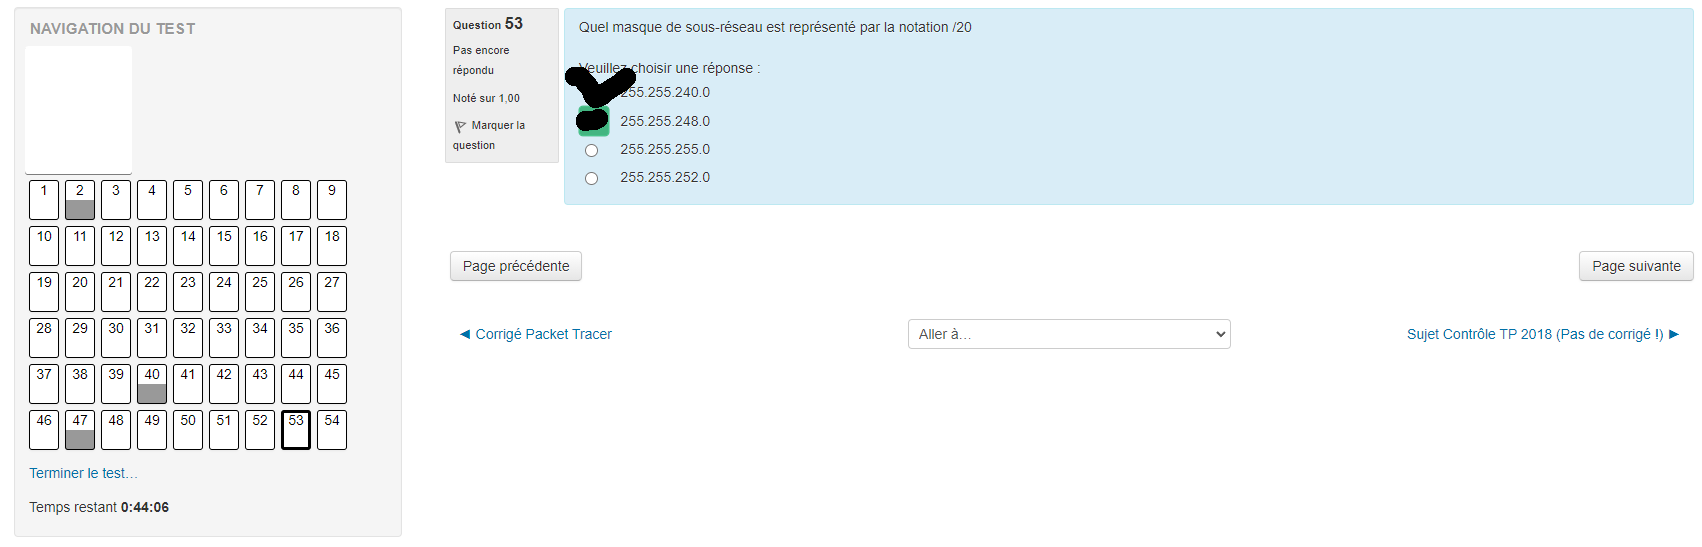 NAVIGATION DU TEST
1 2 3 4 5 6 7 8 9
10 11 12 13 14 15 16 17 18
19 20 21 22 23 24 25 26 27
28 29 30 31 32 33 34 35 36
37 38 39 40 41 42 43 44 45
46 47 48 49 50 51 52 53 54
Terminer le test…
Temps restant 0:44:06
Question 53
Pas encore
répondu
Noté sur 1,00
Marquer la
question
Quel masque de sous-réseau est représenté par la notation /20
Veuillez choisir une réponse :
255.255.240.0
255.255.248.0
255.255.255.0
255.255.252.0
Page précédente
Page suivante
◄ Corrigé Packet Tracer
Aller à…
Sujet Contrôle TP 2018 (Pas de corrigé !) ►